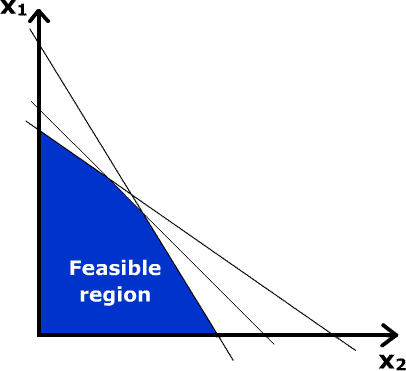 x₁
Feasible
region
x₂